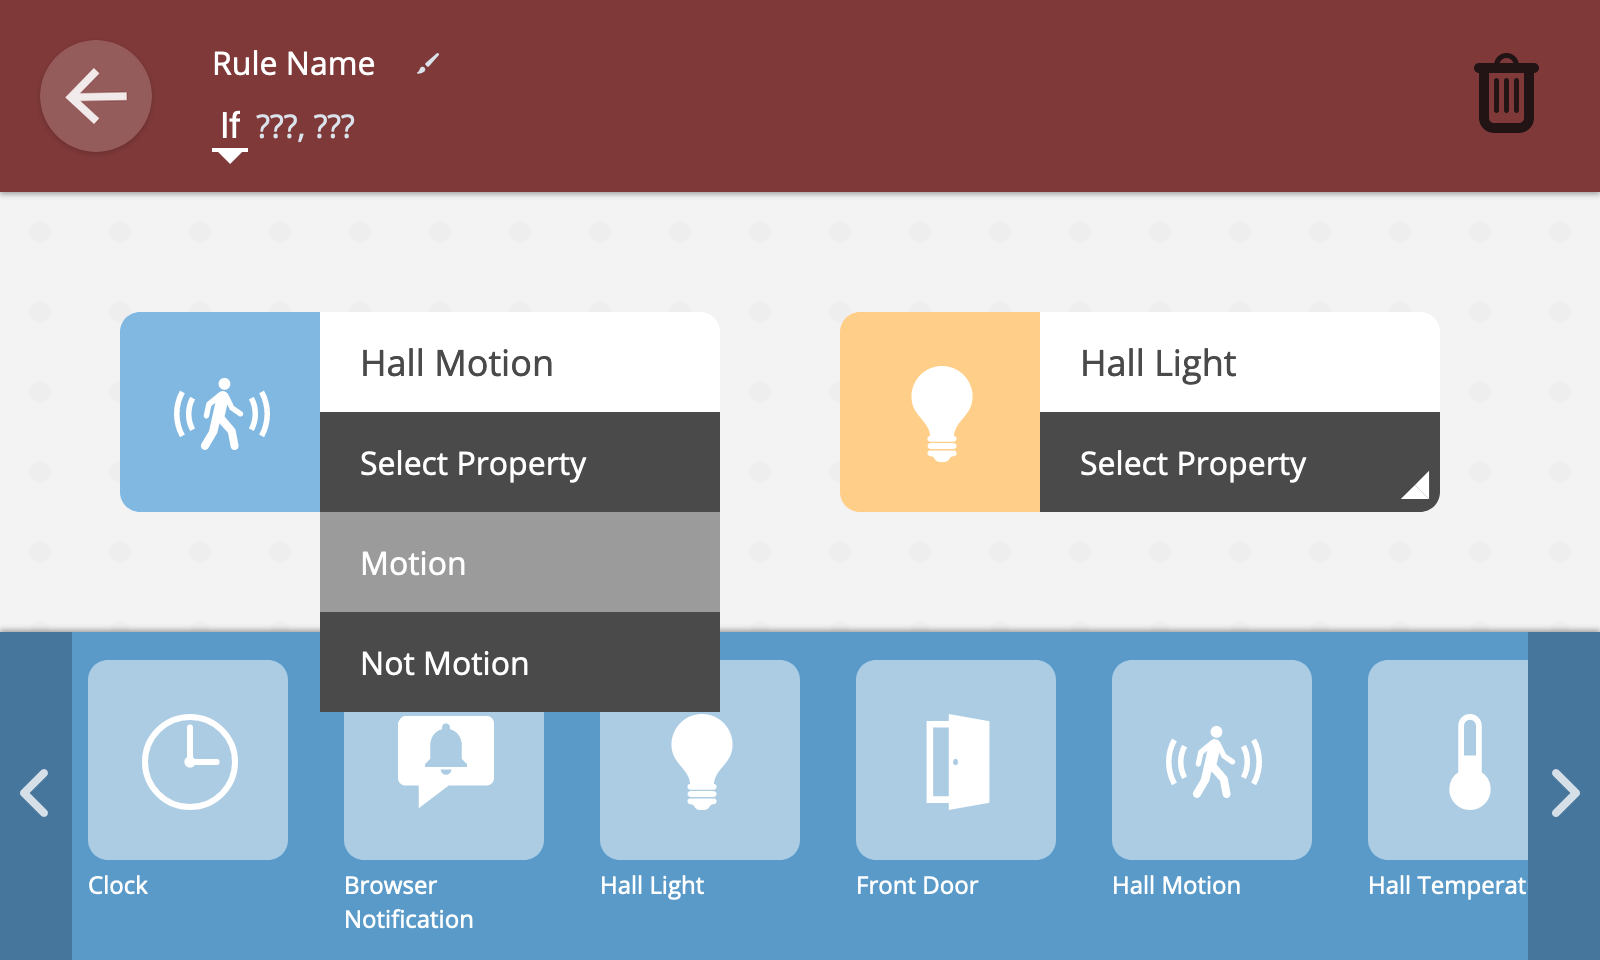 Rule Name
If ???, ???
Hall Motion
Select Property
Motion
Not Motion
Hall Light
Select Property
Clock
Browser
Notification
Hall Light
Front Door
Hall Motion
Hall Temperat